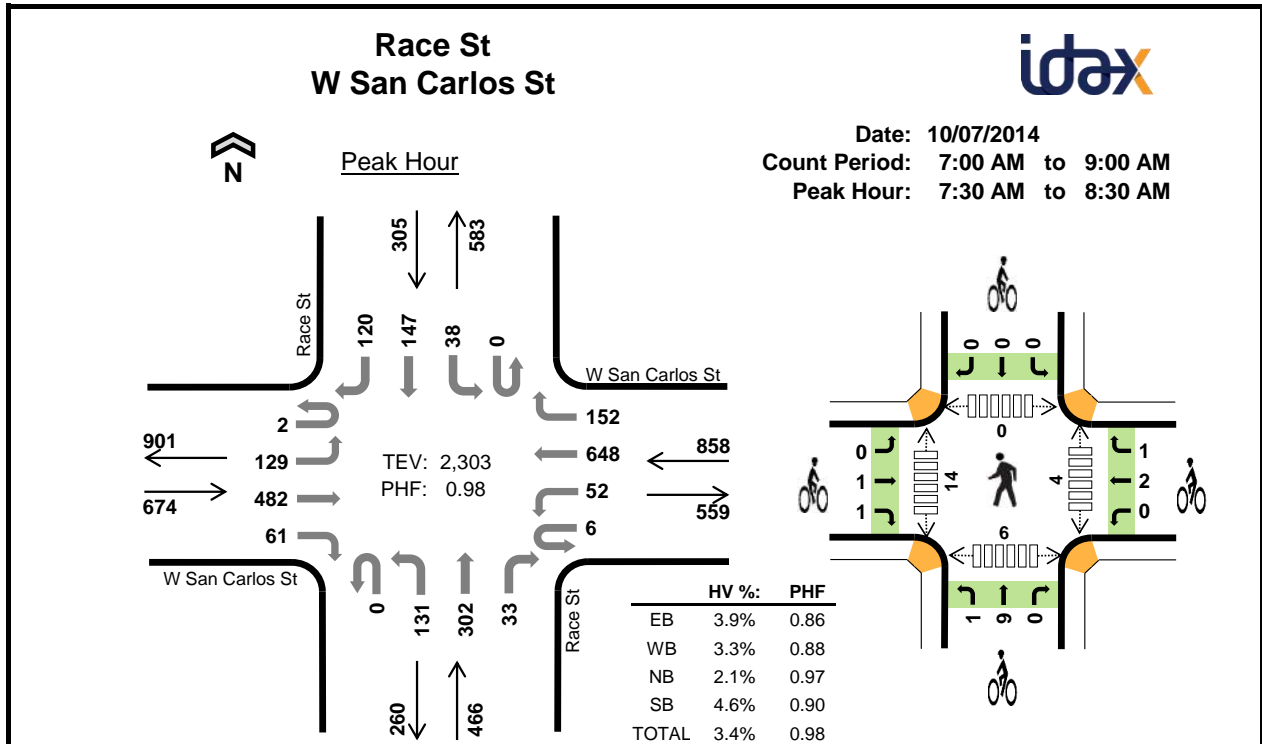 Race St
W San Carlos St
idax
N
Peak Hour
Date: 10/07/2014
Count Period: 7:00 AM to 9:00 AM
Peak Hour: 7:30 AM to 8:30 AM
305
583
Race St
120
147
38
0
W San Carlos St
2
129
482
61
901
674
TEV: 2,303
PHF: 0.98
152
648
52
6
858
559
W San Carlos St
0
131
302
33
Race St
260
466
HV %: PHF
EB 3.9% 0.86
WB 3.3% 0.88
NB 2.1% 0.97
SB 4.6% 0.90
TOTAL 3.4% 0.98
0 0 0
0
0
1
1
14
4
1
2
0
6
1 9 0